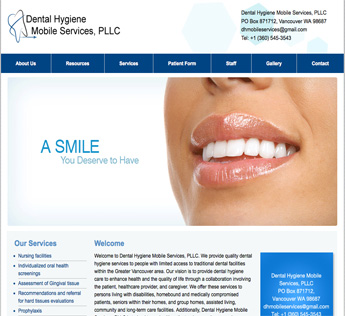 Dental Hygiene
Mobile Services, PLLC
Dental Hygiene Mobile Services, PLLC
PO Box 871712, Vancouver WA 98687
dhmobileservices@gmail.com
Tel: +1 (360) 545-3543
About Us Resources Services Patient Form Staff Gallery Contact
A SMILE
You Deserve to Have
Our Services
Nursing facilities
Individualized oral health
screenings
Assessment of Gingival tissue
Recommendations and referral
for hard tissues evaluations
Prophylaxis
Welcome
Welcome to Dental Hygiene Mobile Services, PLLC. We provide quality dental
hygiene services to people with limited access to traditional dental facilities
within the Greater Vancouver area. Our vision is to provide dental hygiene
care to enhance health and the quality of life through a collaboration involving
the patient, healthcare provider, and caregiver. We offer these services to
persons living with disabilities, homebound and medically compromised
patients, seniors within their homes, and group homes, assisted living,
community and long-term care facilities. Additionally, Dental Hygiene Mobile
Dental Hygiene Mobile
Services, PLLC
PO Box 871712,
Vancouver WA 98687
dhmobileservices@gmail.com
Tel: +1 (360) 545-3543